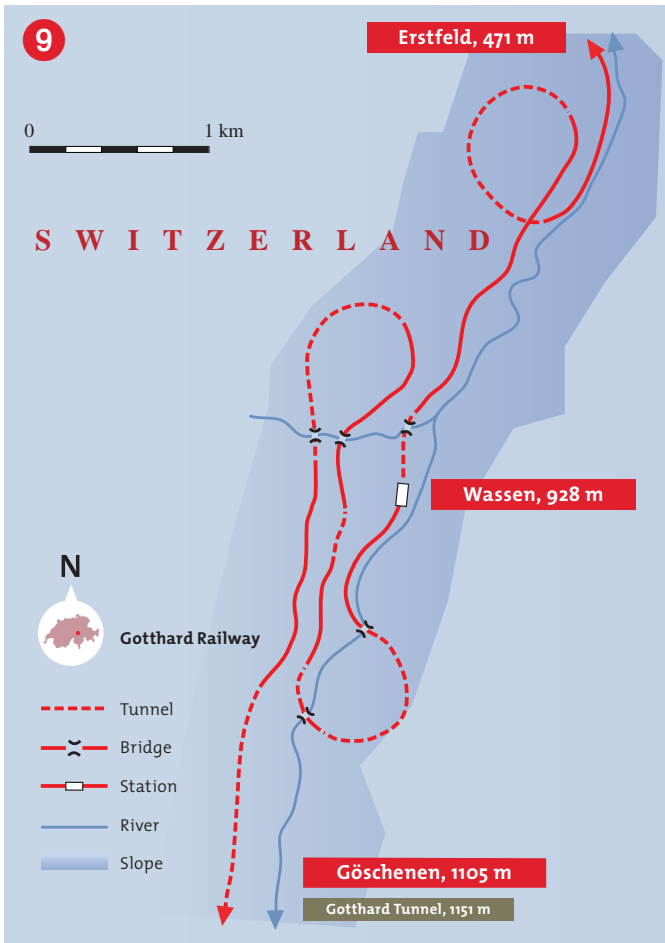 9
Erstfeld, 471 m
0 1 km
SWITZERLAND
Wassen, 928 m
N
Gotthard Railway
Tunnel
Bridge
Station
River
Slope
Göschenen, 1105 m
Gotthard Tunnel, 1151 m